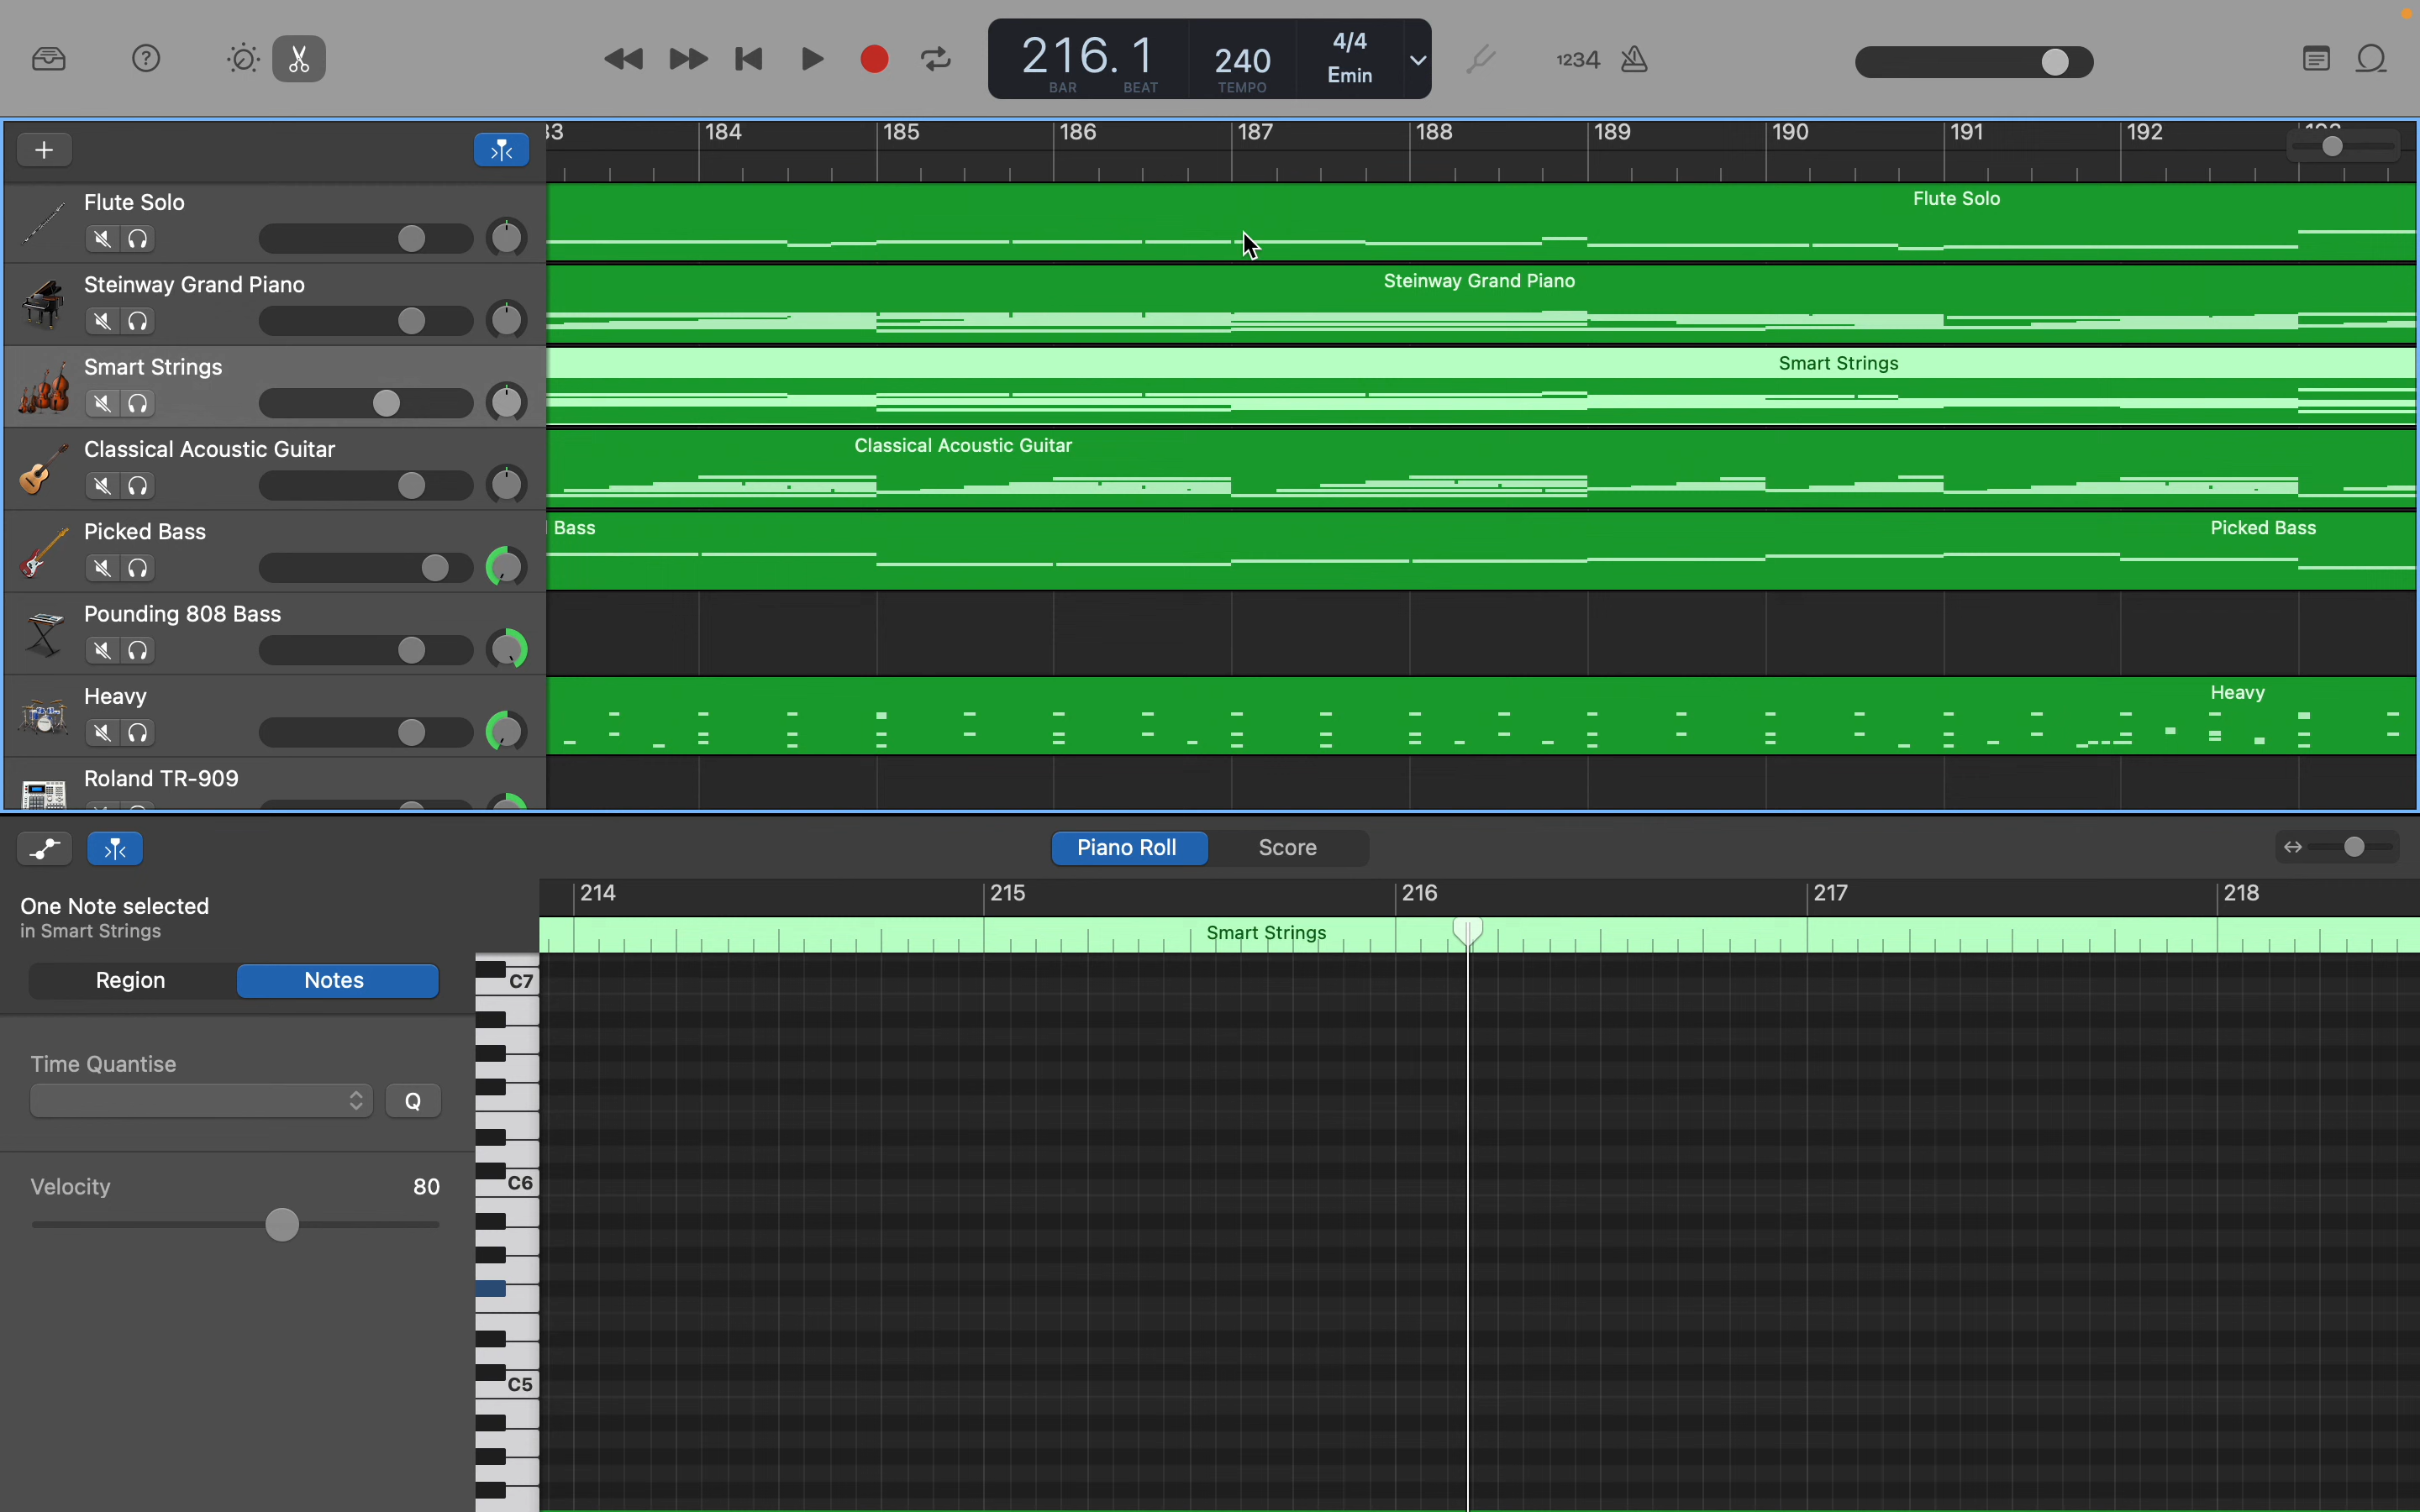 216. 1
BAR BEAT
240
TEMPO
4/4
Emin
1234
184 185 186 187 188 189 190 191 192
Flute Solo
Flute Solo
Steinway Grand Piano
Steinway Grand Piano
Smart Strings
Smart Strings
Classical Acoustic Guitar
Classical Acoustic Guitar
Picked Bass
Bass
Picked Bass
Pounding 808 Bass
Heavy
Heavy
Roland TR-909
Piano Roll
Score
214 215 216 217 218
One Note selected
in Smart Strings
Smart Strings
Region
Notes
C7
Time Quantise
Q
C6
Velocity 80
C5